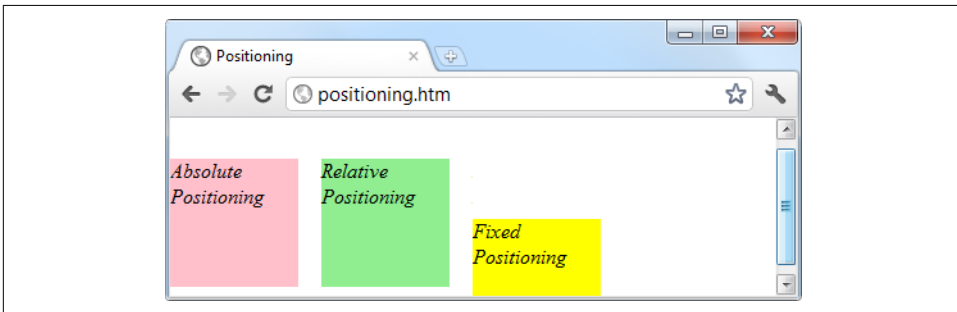 Positioning
positioning.htm
Absolute
Positioning
Relative
Positioning
Fixed
Positioning